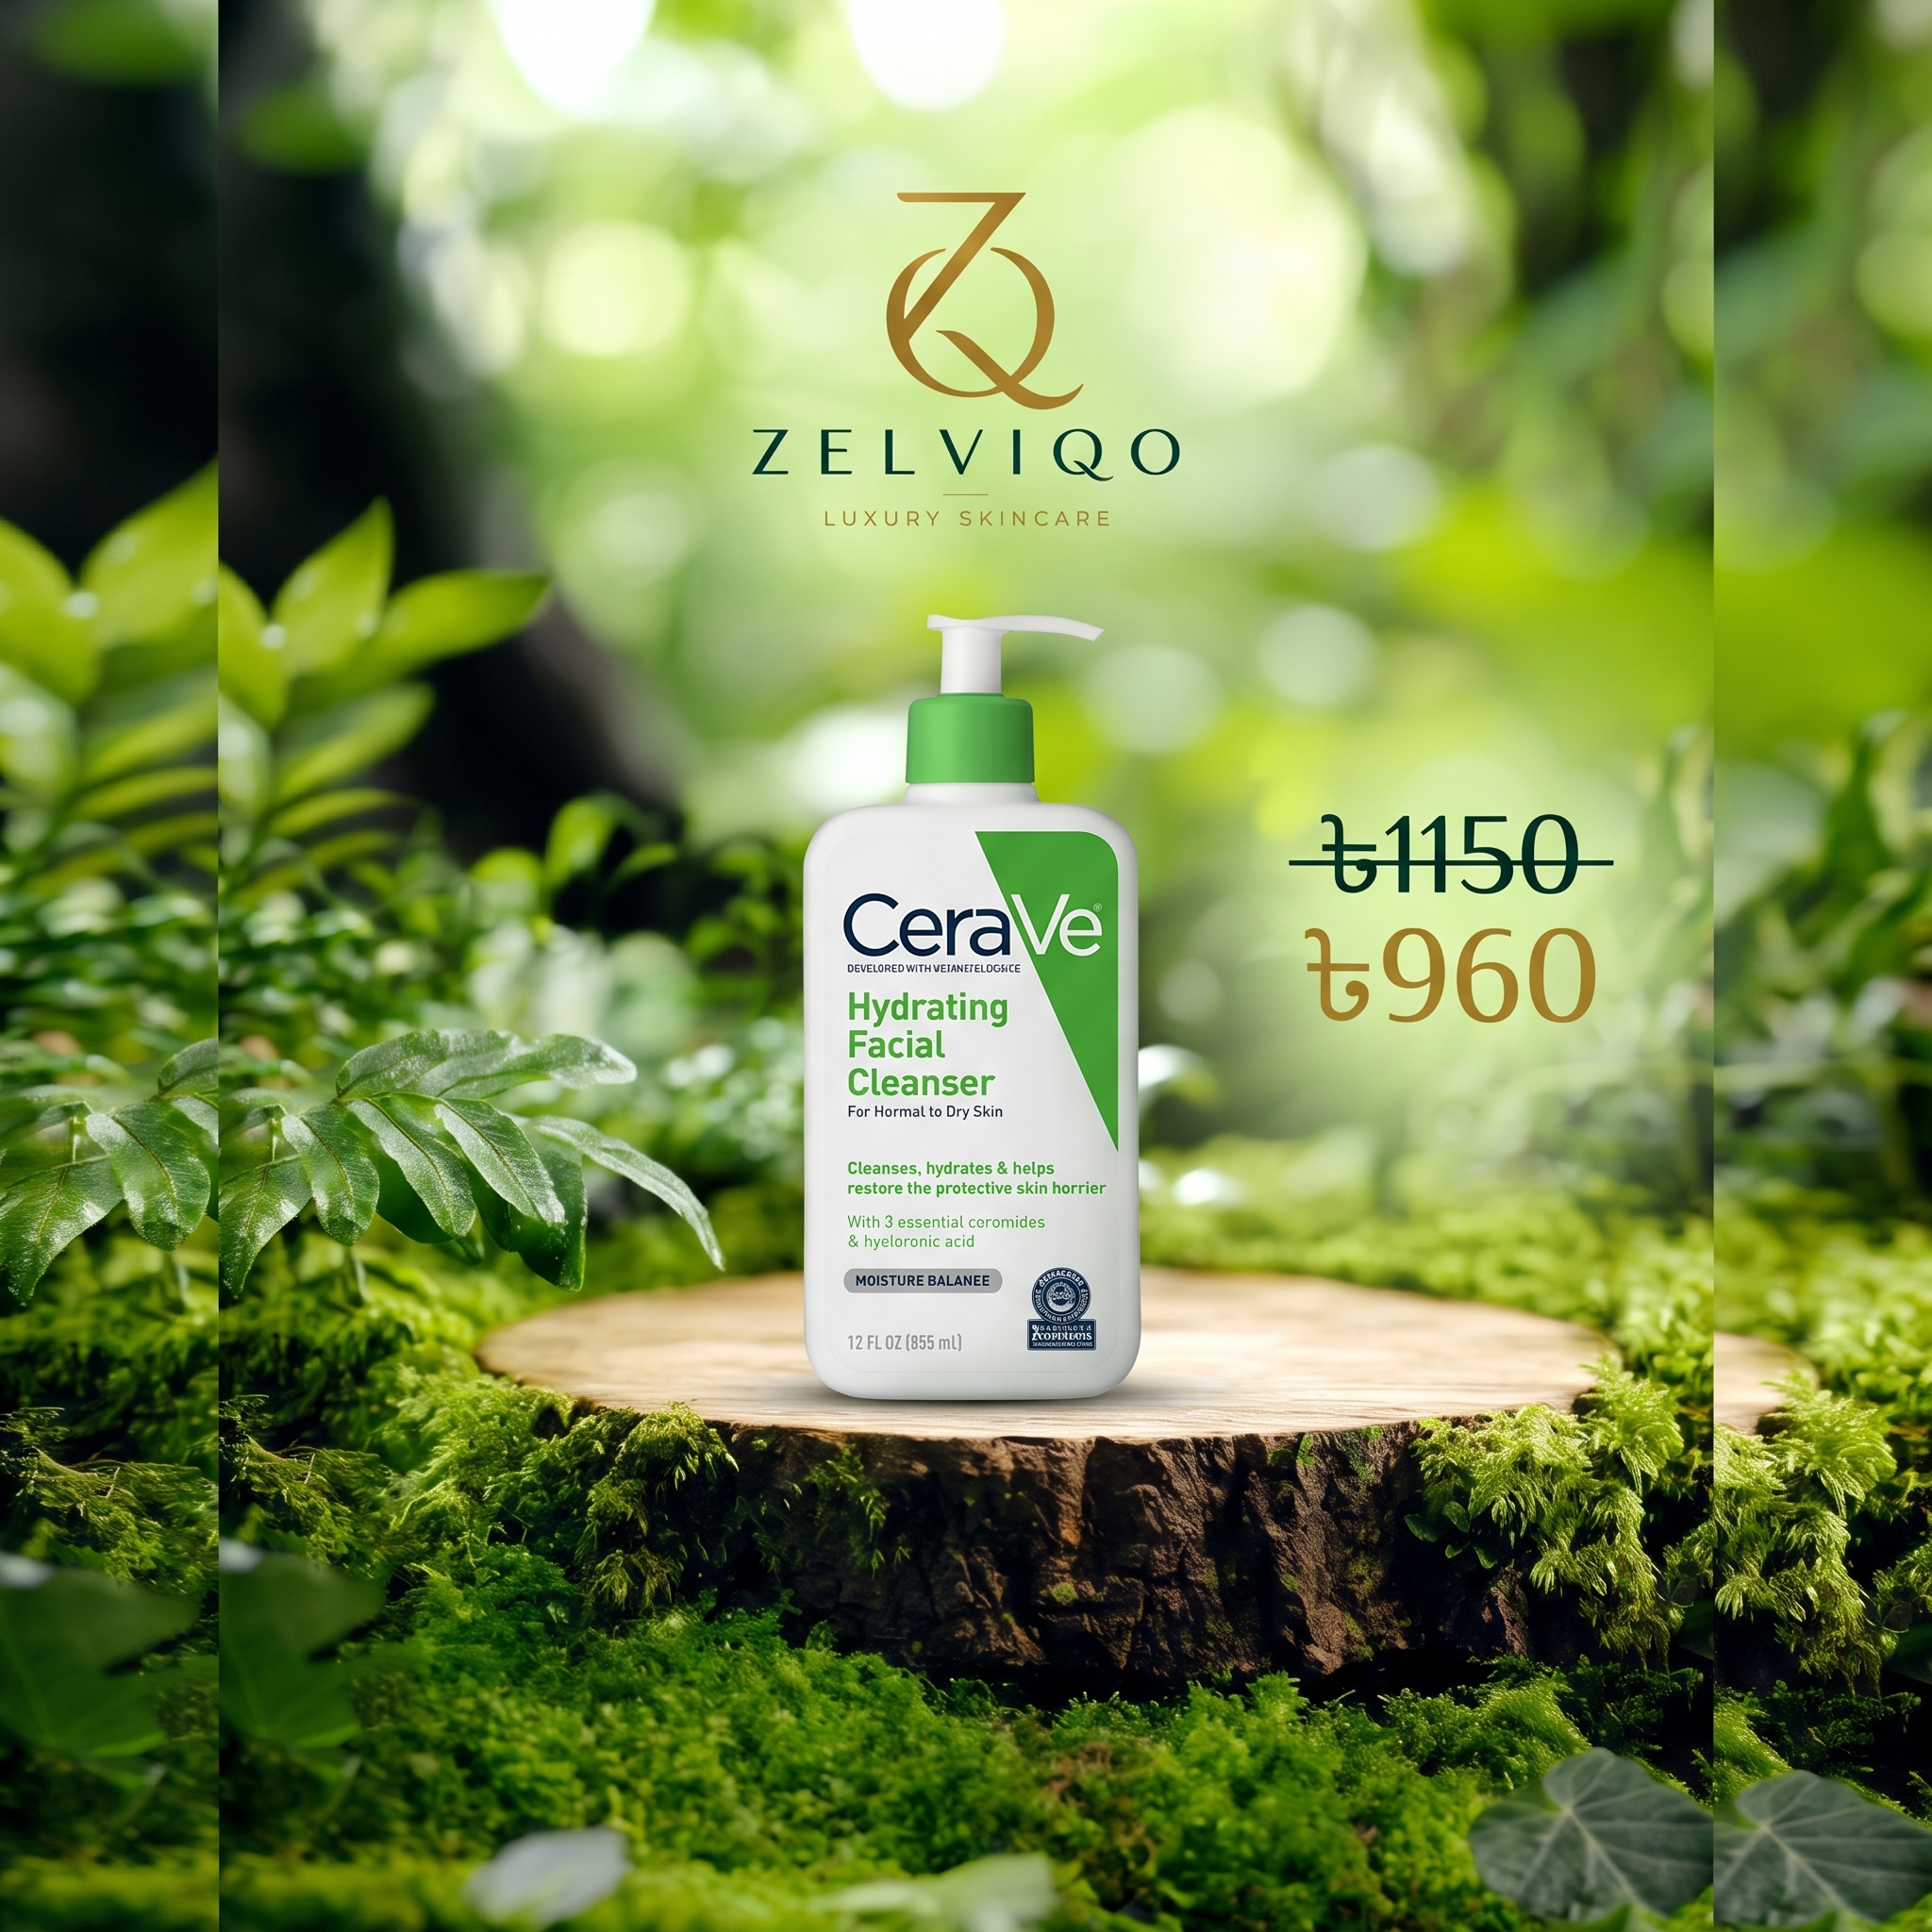 ZELVIQO
LUXURY SKINCARE
৳1150
৳960
CeraVe®
DEVELORED WITH
Hydrating
Facial
Cleanser
For Hormal to Dry Skin
Cleanses, hydrates & helps
restore the protective skin horrier
With 3 essential coromides
& hyeloronic acid
MOISTURE BALANEE
12 FL OZ (855 ml)